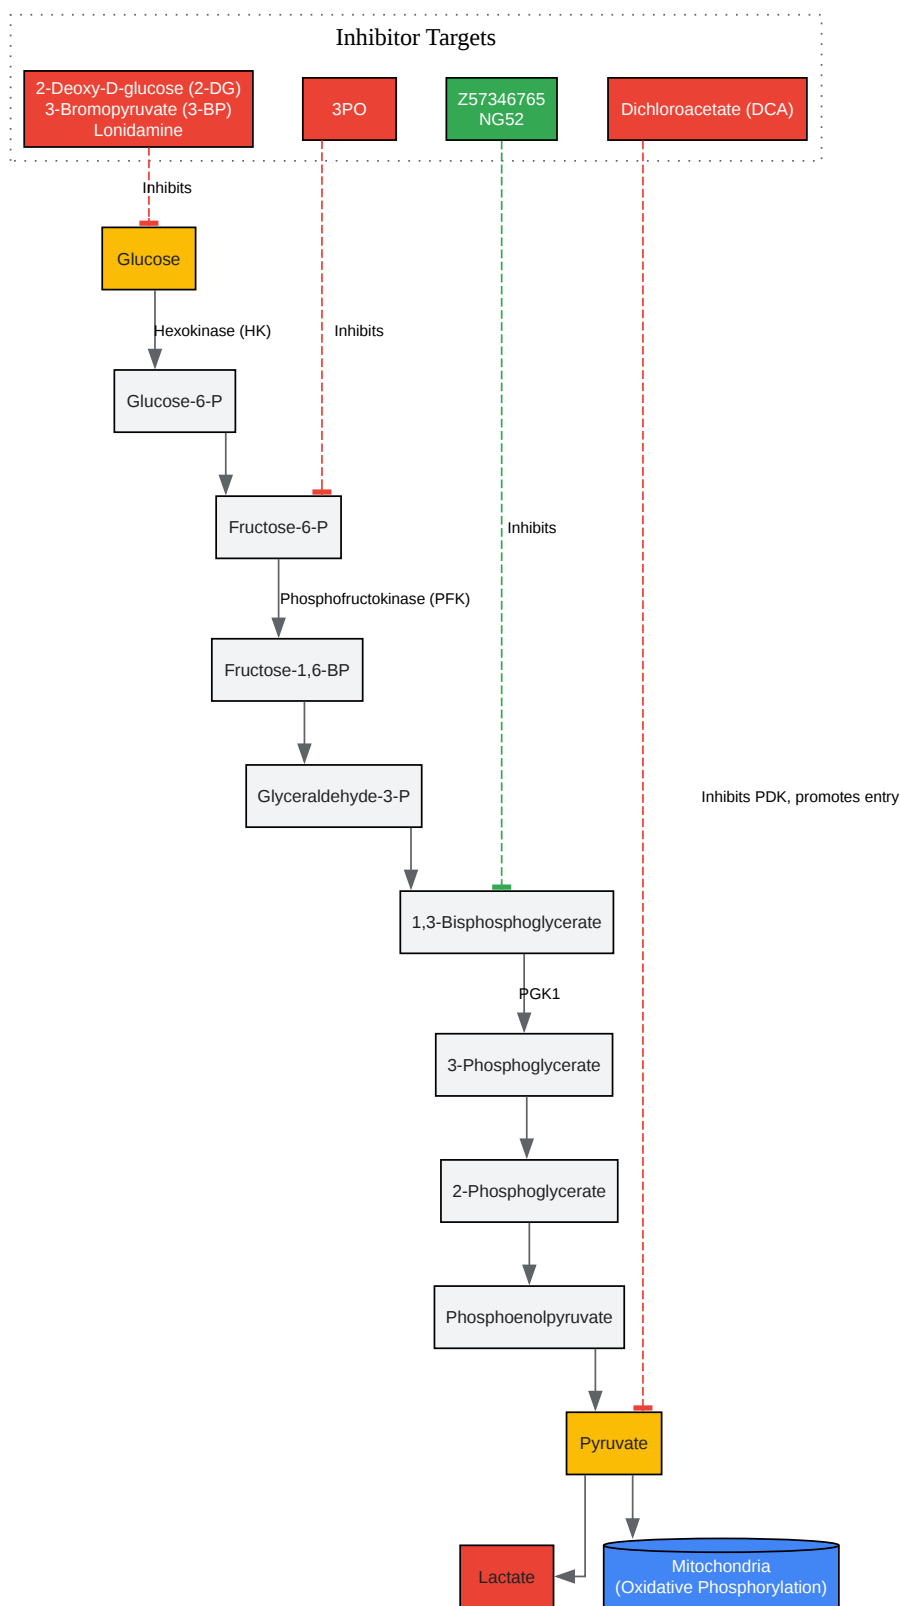 Inhibitor Targets
2-Deoxy-D-glucose (2-DG)
3-Bromopyruvate (3-BP)
Lonidamine
3PO
Z57346765
NG52
Dichloroacetate (DCA)
Inhibits
Glucose
Hexokinase (HK)
Inhibits
Glucose-6-P
Fructose-6-P
Inhibits
Phosphofructokinase (PFK)
Fructose-1,6-BP
Glyceraldehyde-3-P
Inhibits PDK, promotes entry
1,3-Bisphosphoglycerate
PGK1
3-Phosphoglycerate
2-Phosphoglycerate
Phosphoenolpyruvate
Pyruvate
Lactate
Mitochondria
(Oxidative Phosphorylation)